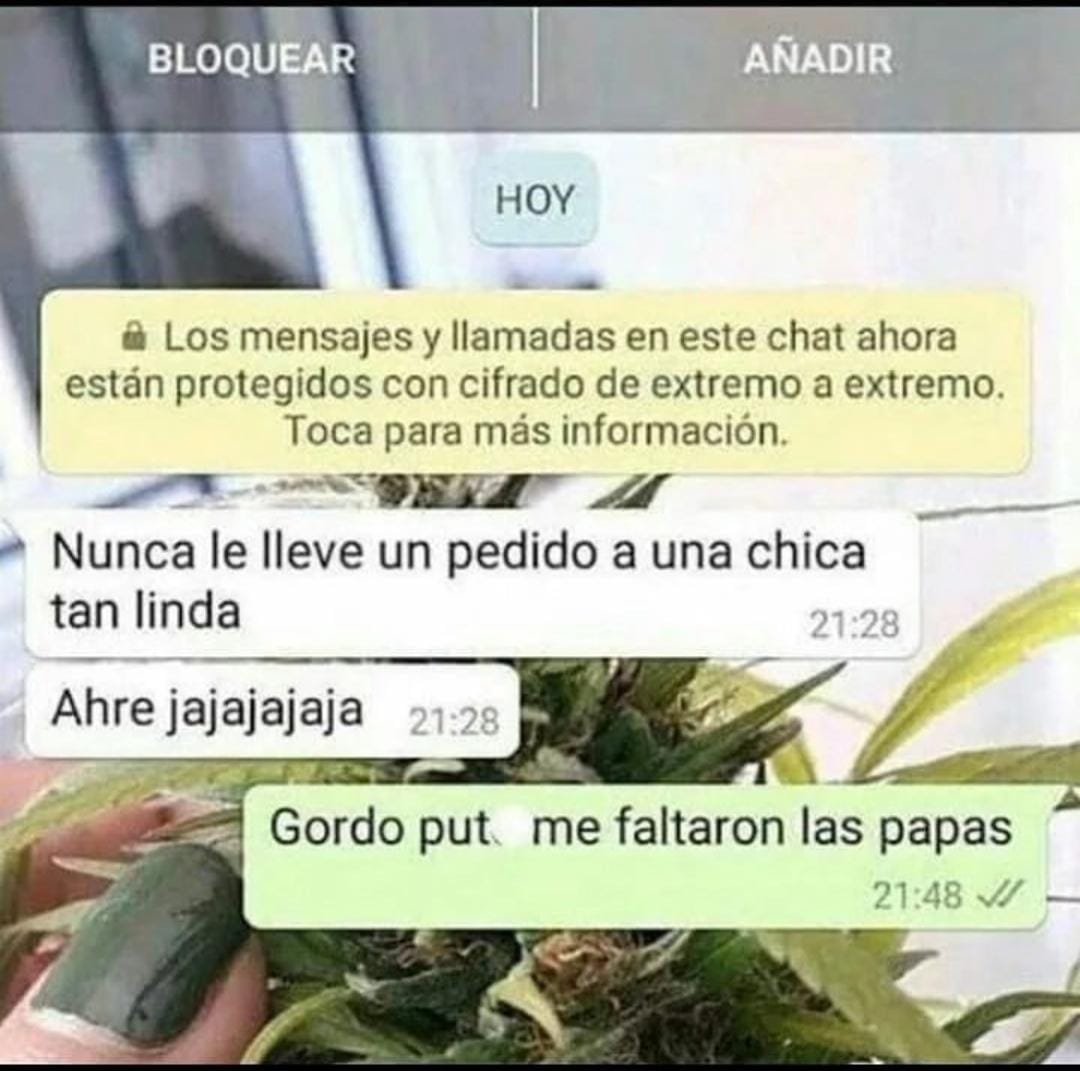 BLOQUEAR
AÑADIR
HOY
🔒 Los mensajes y llamadas en este chat ahora
están protegidos con cifrado de extremo a extremo.
Toca para más información.
Nunca le lleve un pedido a una chica
tan linda
21:28
Ahre jajajajaja 21:28
Gordo put me faltaron las papas
21:48